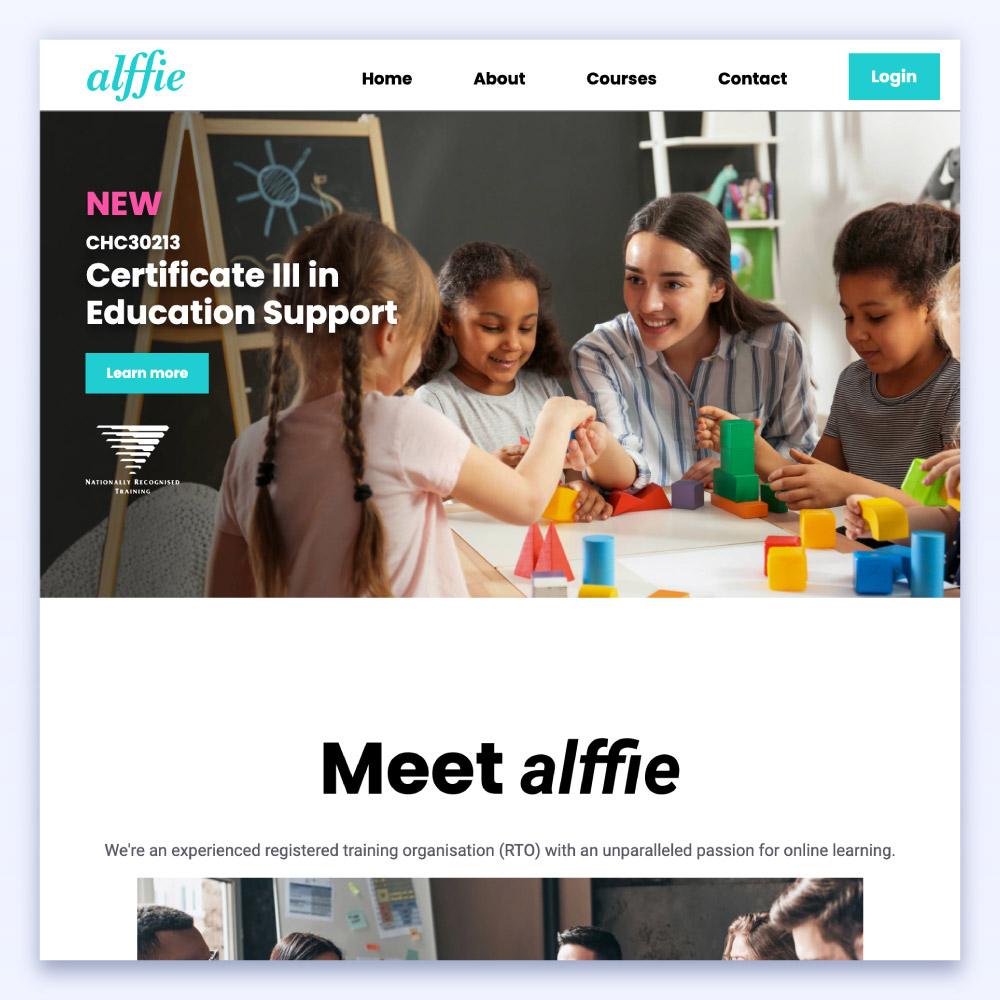 alffie
Home About Courses Contact Login
NEW
CHC30213
Certificate III in
Education Support
Learn more
NATIONALLY RECOGNISED
TRAINING
Meet alffie
We're an experienced registered training organisation (RTO) with an unparalleled passion for online learning.